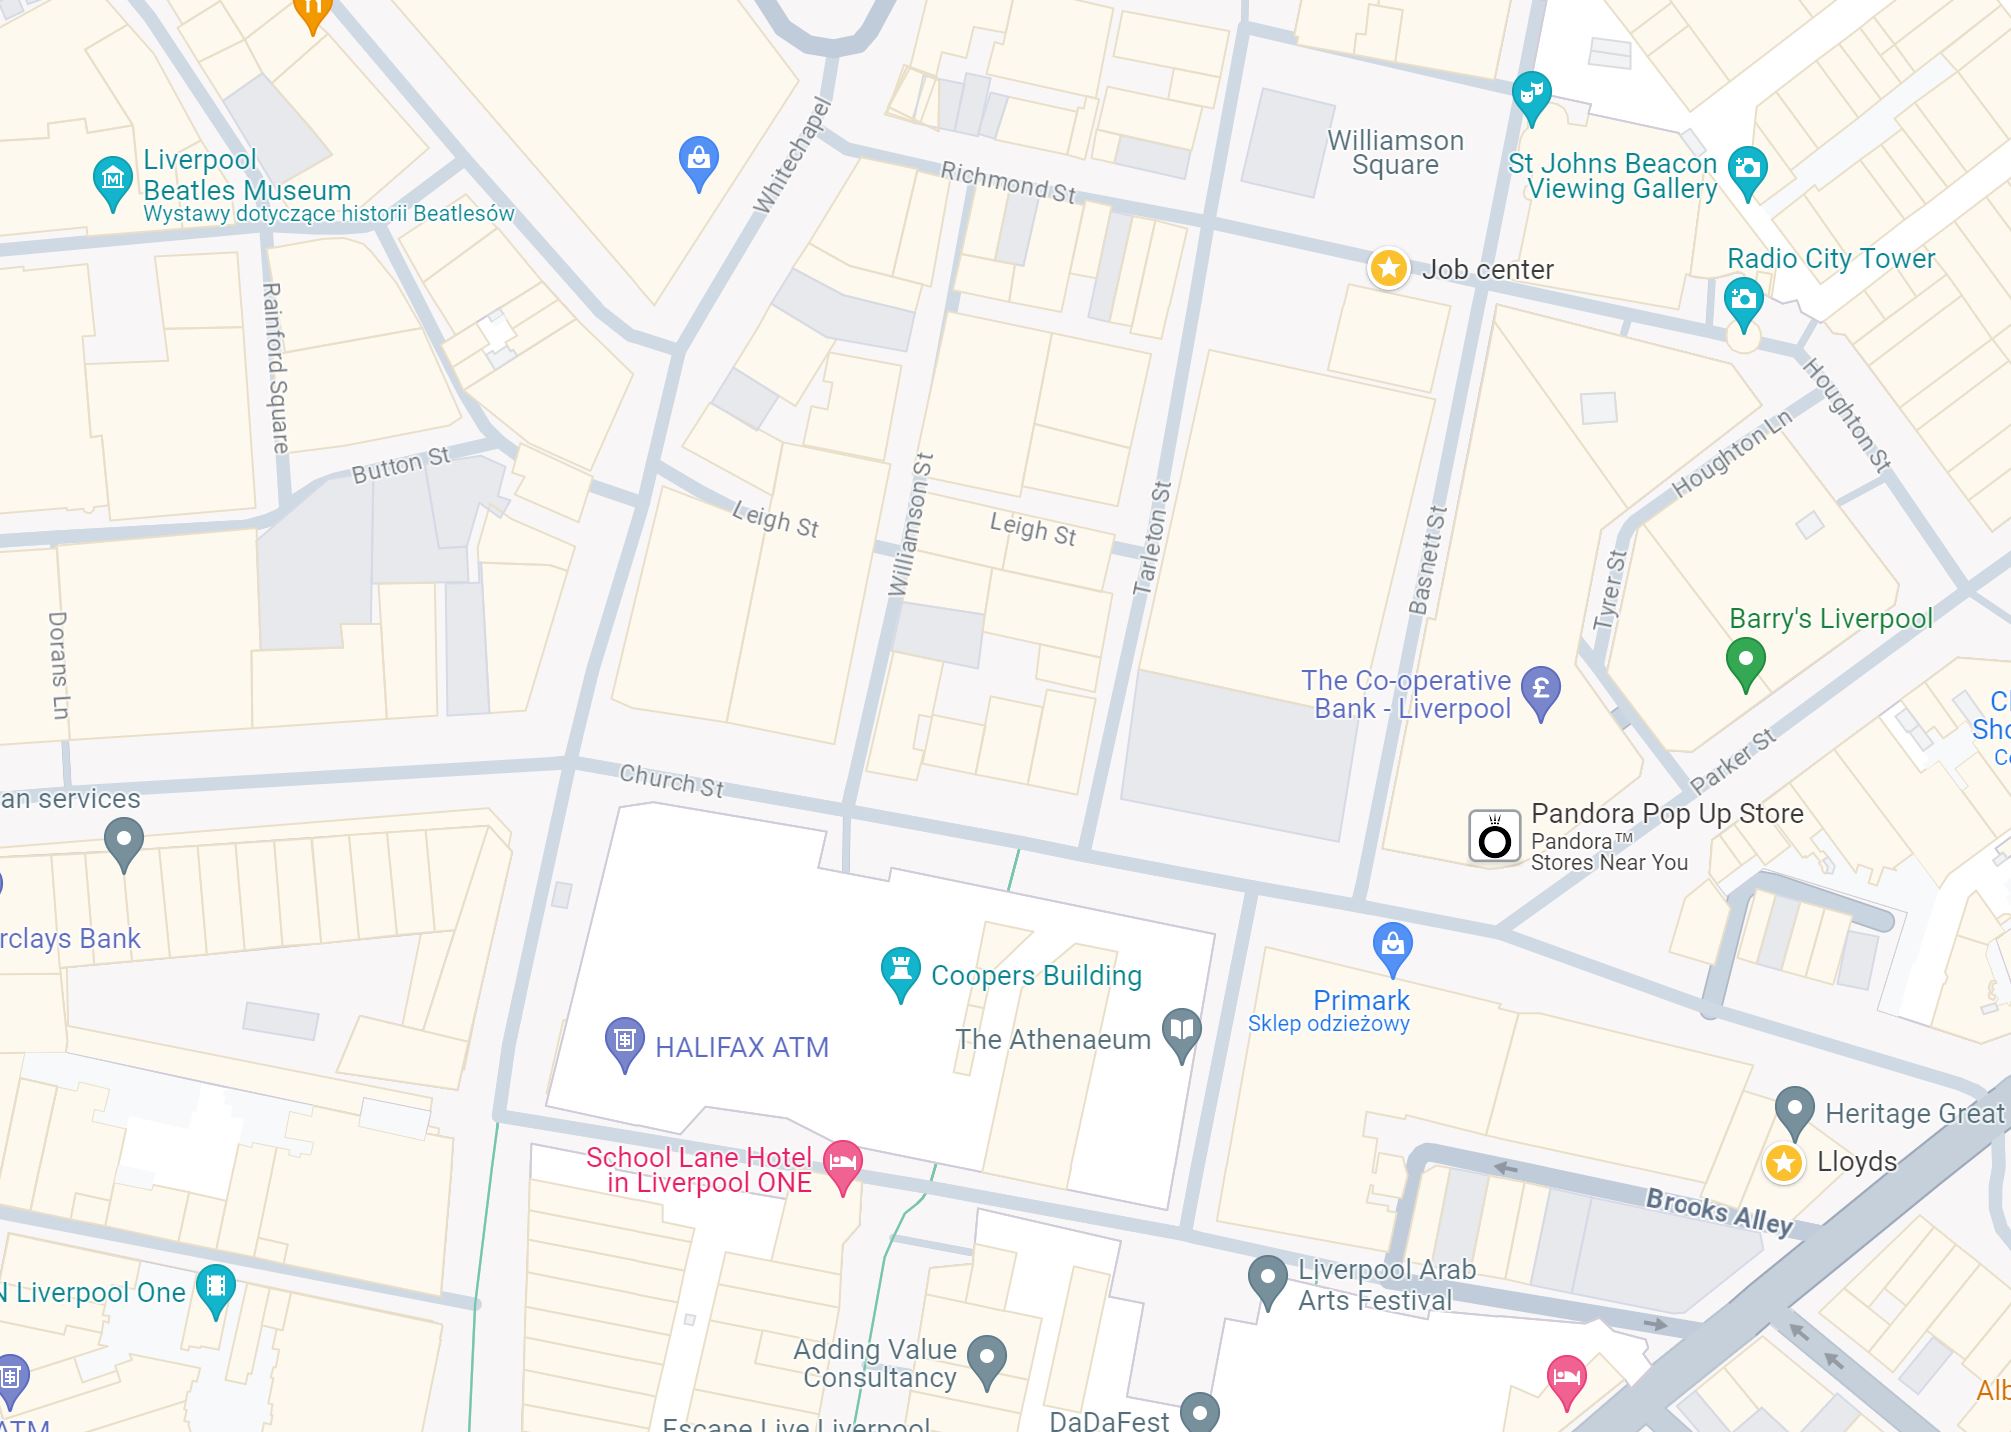 Liverpool
Beatles Museum
Wystawy dotyczące historii Beatlesów
Whitechapel
Richmond St
Williamson
Square
St Johns Beacon
Viewing Gallery
Radio City Tower
Job center
Rainford Square
Button St
Leigh St
Williamson St
Leigh St
Tarleton St
Basnett St
Houghton Ln
Houghton St
Tyrer St
Barry's Liverpool
Dorans Ln
The Co-operative
Bank - Liverpool
Parker St
Church St
an services
Pandora Pop Up Store
Pandora™
Stores Near You
rclays Bank
Coopers Building
The Athenaeum
HALIFAX ATM
Primark
Sklep odzieżowy
Heritage Great
Lloyds
School Lane Hotel
in Liverpool ONE
Brooks Alley
Liverpool One
Liverpool Arab
Arts Festival
Adding Value
Consultancy
Escape Live Liverpool
DaDaFest
ATM